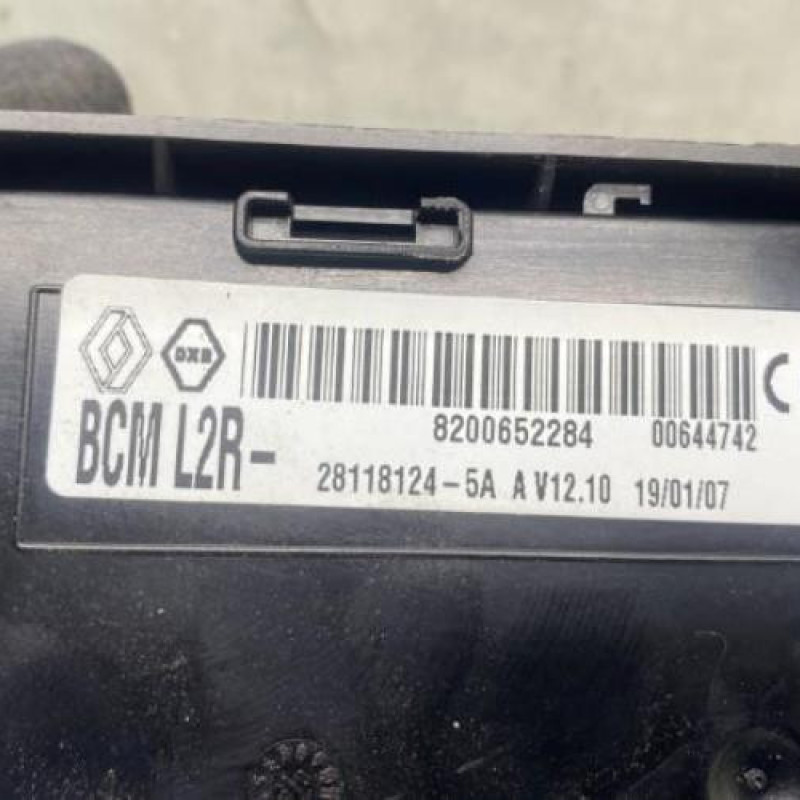 BCM L2R-
8200652284 00644742
28118124-5A A V12.10 19/01/07